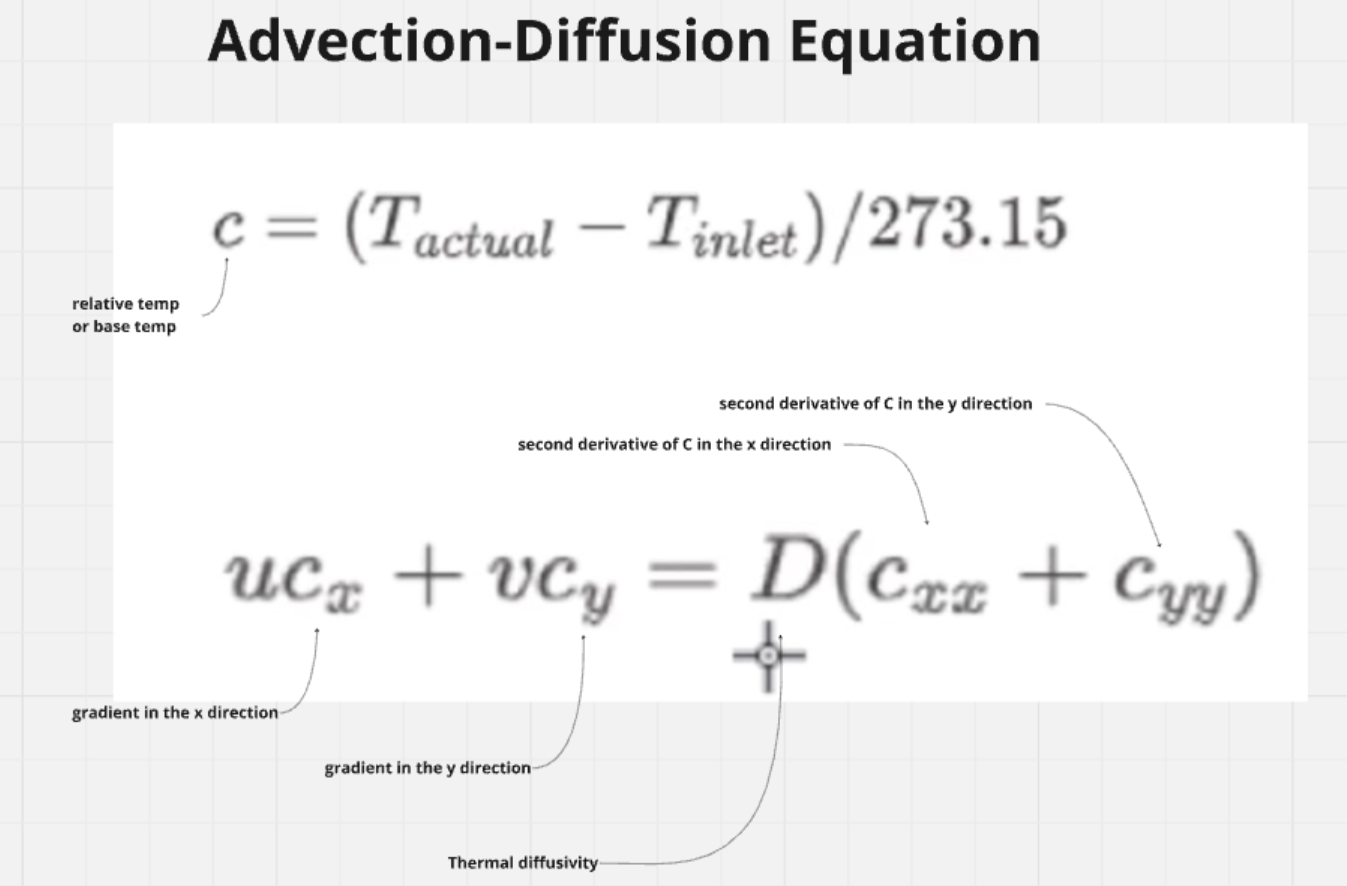 Advection-Diffusion Equation
c = (T_actual − T_inlet)/273.15
relative temp
or base temp
second derivative of C in the y direction
second derivative of C in the x direction
uc_x + vc_y = D(c_xx + c_yy)
gradient in the x direction
gradient in the y direction
Thermal diffusivity